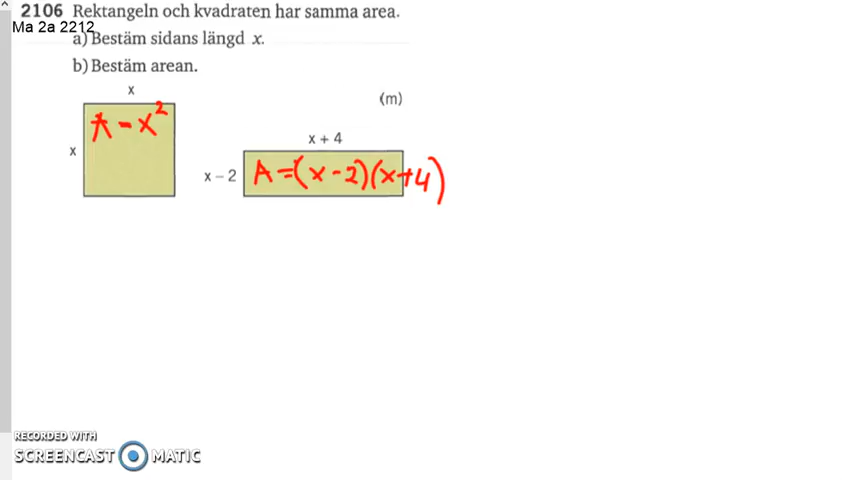 2106 Rektangeln och kvadraten har samma area.
Ma 2a 2212
a) Bestäm sidans längd x.
b) Bestäm arean.
x
(m)
A = x²
x + 4
x
x – 2
A=(x-2)(x+4)
RECORDED WITH
SCREENCAST MATIC